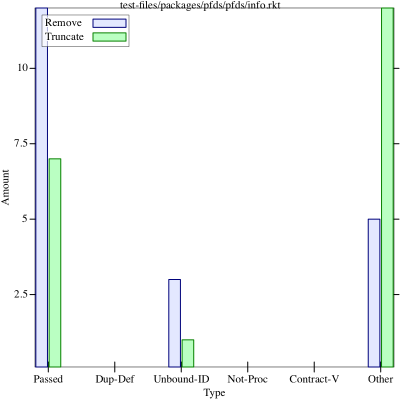 test-files/packages/pfds/pfds/info.rkt
Remove
Truncate
10
7.5
5
2.5
Amount
Passed Dup-Def Unbound-ID Not-Proc Contract-V Other
Type